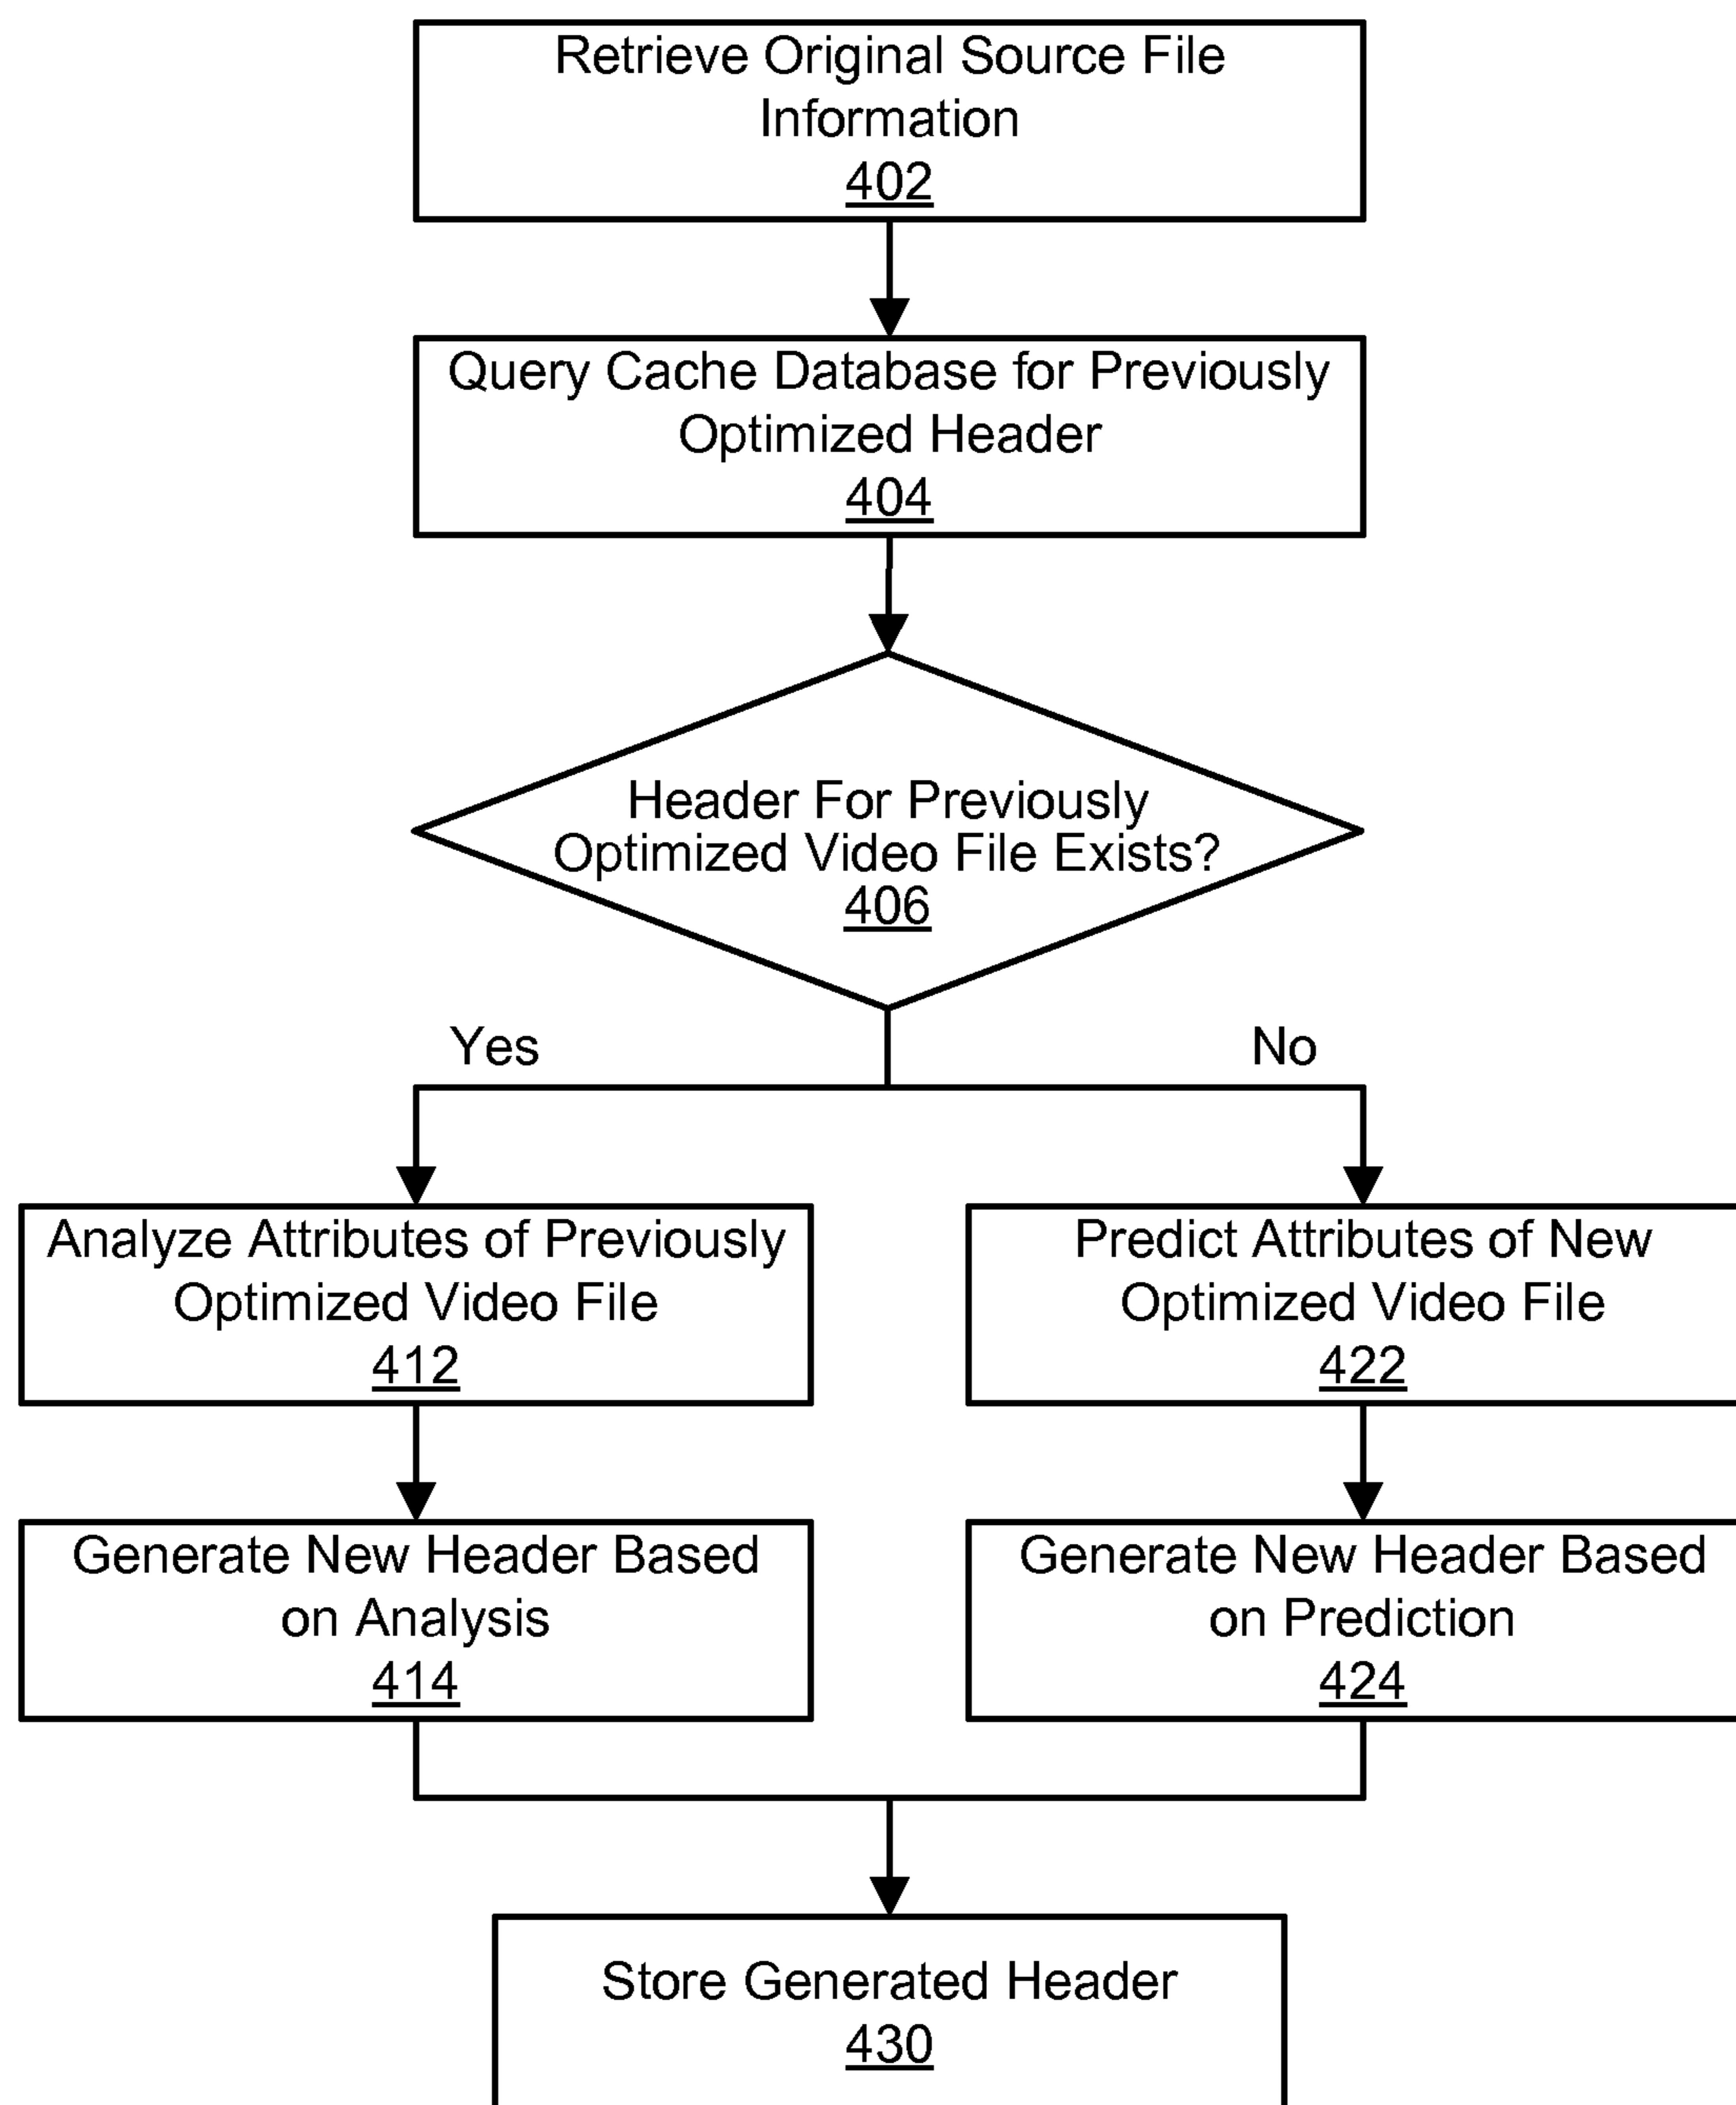 Retrieve Original Source File
Information
402
Query Cache Database for Previously
Optimized Header
404
Header For Previously
Optimized Video File Exists?
406
Yes
No
Analyze Attributes of Previously
Optimized Video File
412
Predict Attributes of New
Optimized Video File
422
Generate New Header Based
on Analysis
414
Generate New Header Based
on Prediction
424
Store Generated Header
430